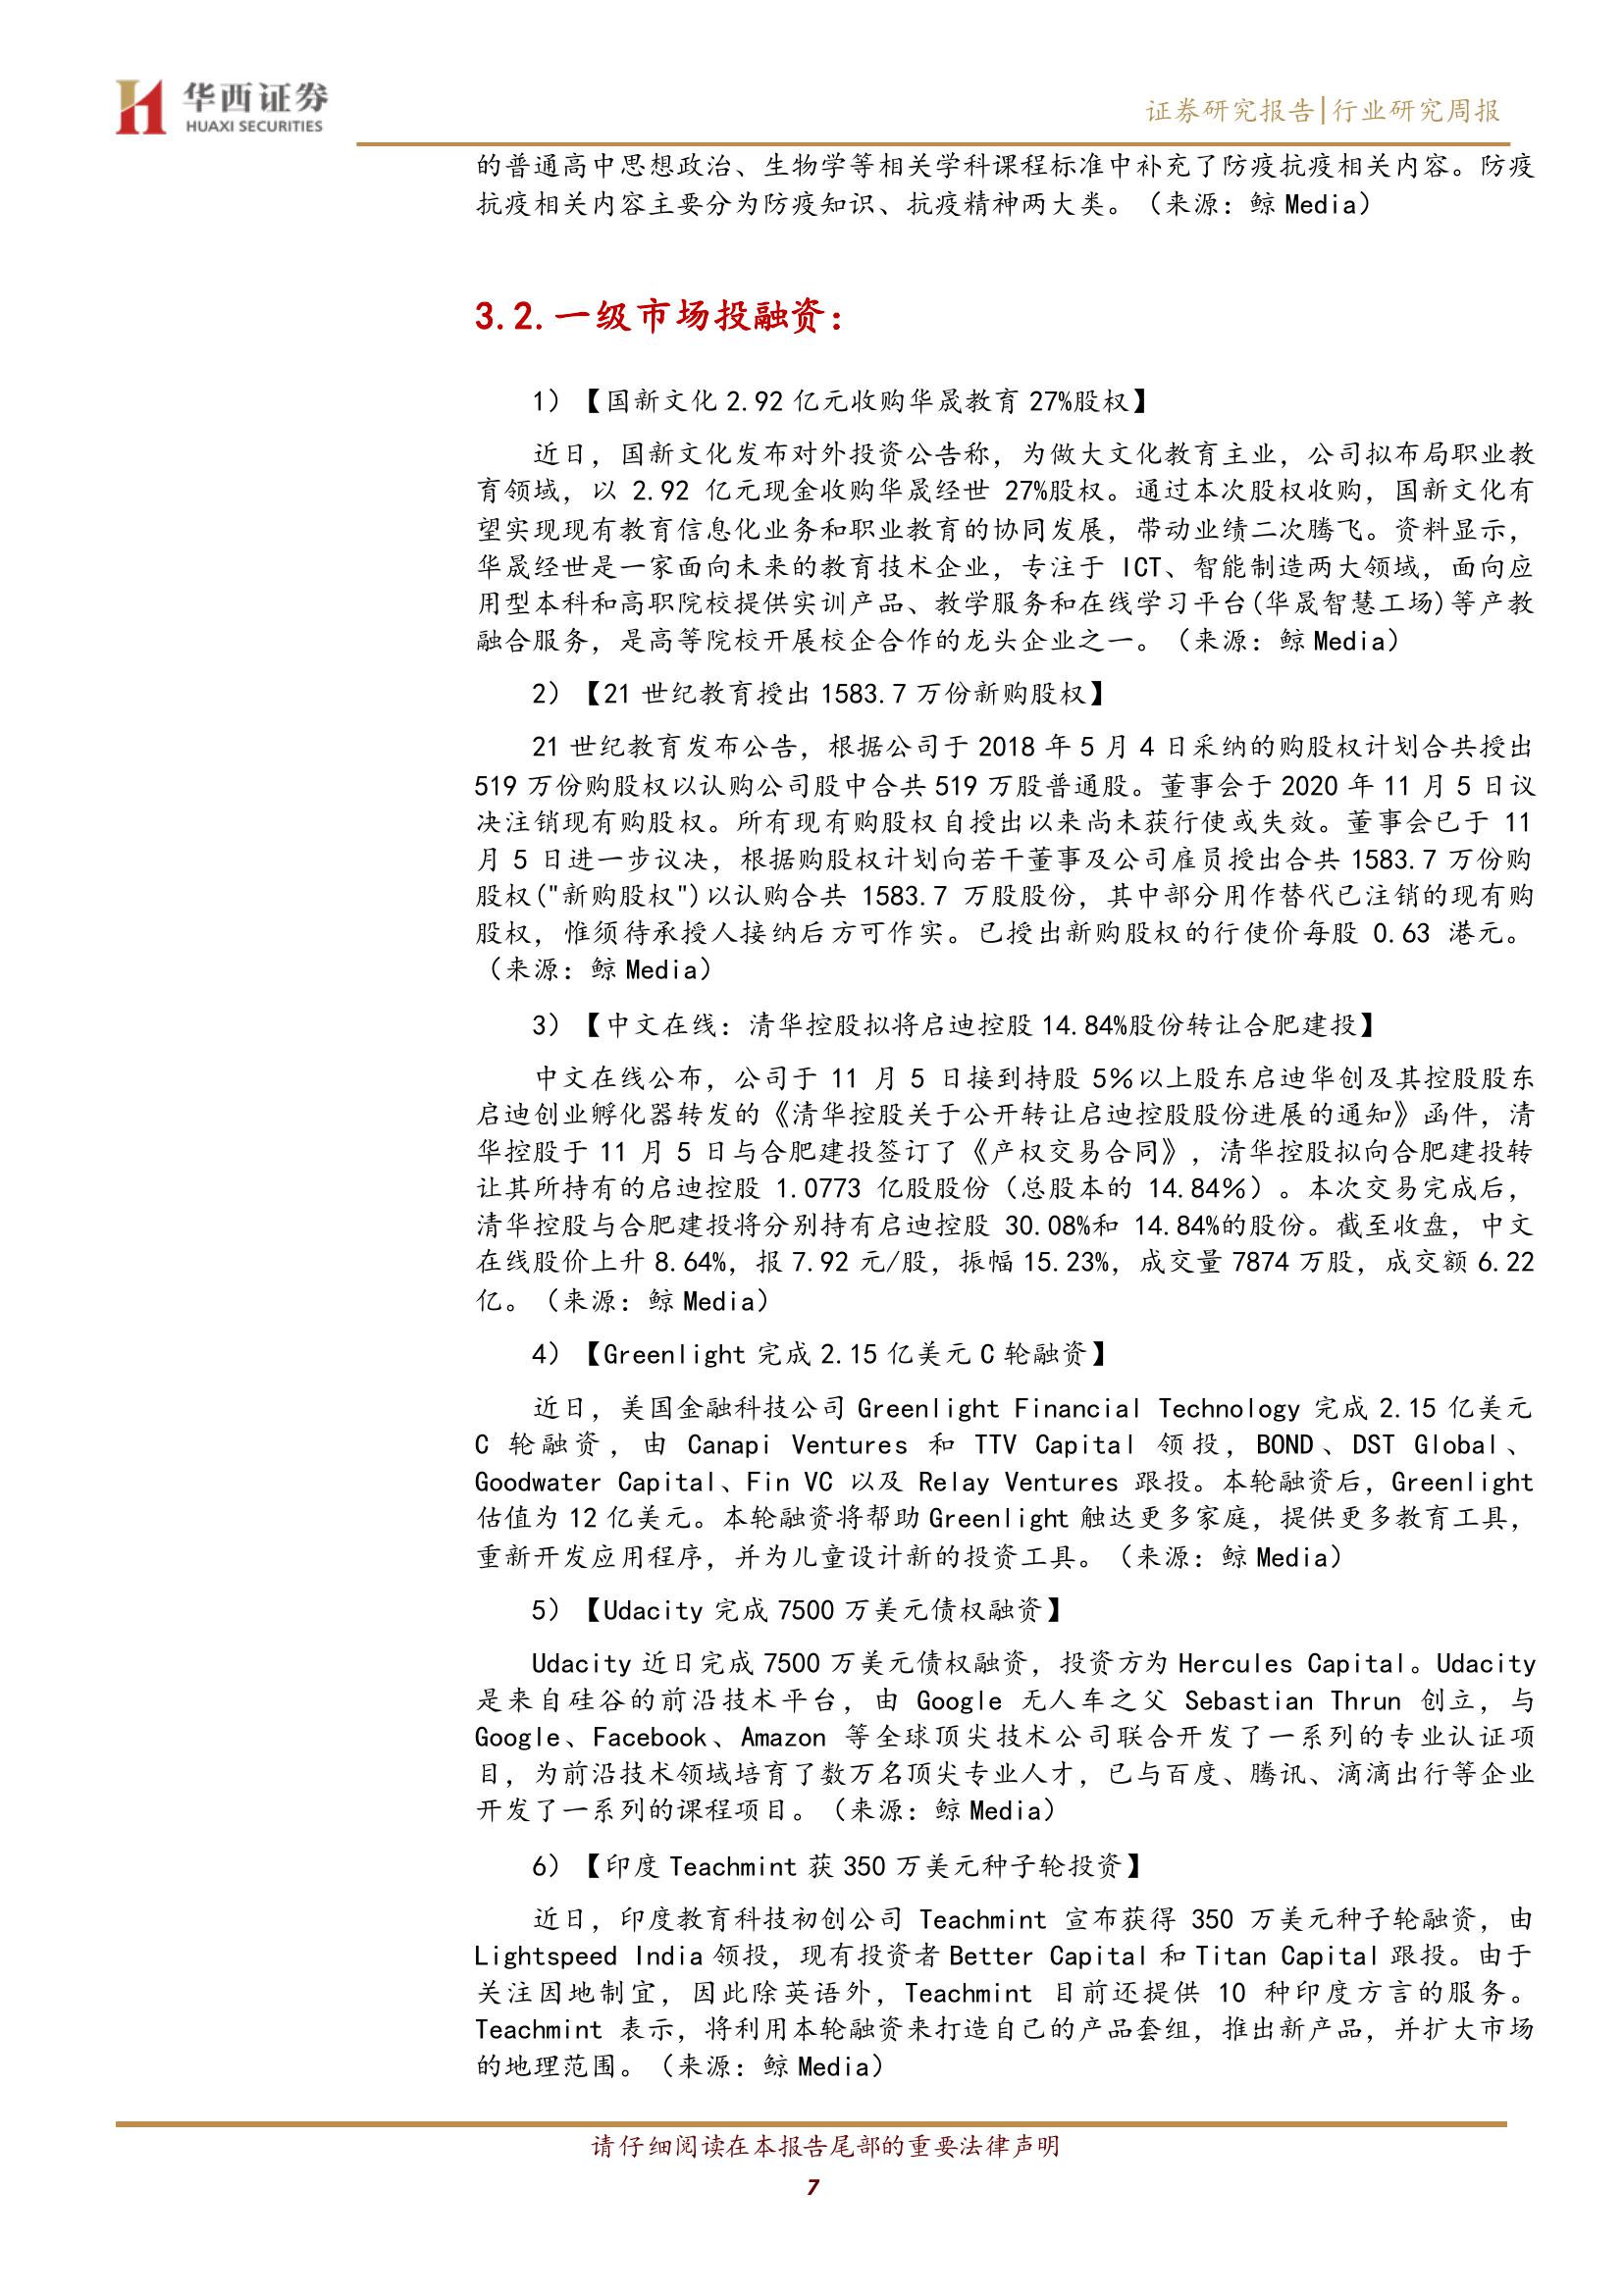 华西证券
HUAXI SECURITIES
证券研究报告|行业研究周报
的普通高中思想政治、生物学等相关学科课程标准中补充了防疫抗疫相关内容。防疫
抗疫相关内容主要分为防疫知识、抗疫精神两大类。（来源：鲸 Media）
3.2.一级市场投融资：
1）【国新文化 2.92 亿元收购华晟教育 27%股权】
近日，国新文化发布对外投资公告称，为做大文化教育主业，公司拟布局职业教
育领域，以 2.92 亿元现金收购华晟经世 27%股权。通过本次股权收购，国新文化有
望实现现有教育信息化业务和职业教育的协同发展，带动业绩二次腾飞。资料显示，
华晟经世是一家面向未来的教育技术企业，专注于 ICT、智能制造两大领域，面向应
用型本科和高职院校提供实训产品、教学服务和在线学习平台(华晟智慧工场)等产教
融合服务，是高等院校开展校企合作的龙头企业之一。（来源：鲸 Media）
2）【21 世纪教育授出 1583.7 万份新购股权】
21 世纪教育发布公告，根据公司于 2018 年 5 月 4 日采纳的购股权计划合共授出
519 万份购股权以认购公司股中合共 519 万股普通股。董事会于 2020 年 11 月 5 日议
决注销现有购股权。所有现有购股权自授出以来尚未获行使或失效。董事会已于 11
月 5 日进一步议决，根据购股权计划向若干董事及公司雇员授出合共 1583.7 万份购
股权("新购股权")以认购合共 1583.7 万股股份，其中部分用作替代已注销的现有购
股权，惟须待承授人接纳后方可作实。已授出新购股权的行使价每股 0.63 港元。
（来源：鲸 Media）
3）【中文在线：清华控股拟将启迪控股 14.84%股份转让合肥建投】
中文在线公布，公司于 11 月 5 日接到持股 5%以上股东启迪华创及其控股股东
启迪创业孵化器转发的《清华控股关于公开转让启迪控股股份进展的通知》函件，清
华控股于 11 月 5 日与合肥建投签订了《产权交易合同》，清华控股拟向合肥建投转
让其所持有的启迪控股 1.0773 亿股股份（总股本的 14.84%）。本次交易完成后，
清华控股与合肥建投将分别持有启迪控股 30.08%和 14.84%的股份。截至收盘，中文
在线股价上升 8.64%，报 7.92 元/股，振幅 15.23%，成交量 7874 万股，成交额 6.22
亿。（来源：鲸 Media）
4）【Greenlight 完成 2.15 亿美元 C 轮融资】
近日，美国金融科技公司 Greenlight Financial Technology 完成 2.15 亿美元
C 轮融资，由 Canapi Ventures 和 TTV Capital 领投，BOND、DST Global、
Goodwater Capital、Fin VC 以及 Relay Ventures 跟投。本轮融资后，Greenlight
估值为 12 亿美元。本轮融资将帮助 Greenlight 触达更多家庭，提供更多教育工具，
重新开发应用程序，并为儿童设计新的投资工具。（来源：鲸 Media）
5）【Udacity 完成 7500 万美元债权融资】
Udacity 近日完成 7500 万美元债权融资，投资方为 Hercules Capital。Udacity
是来自硅谷的前沿技术平台，由 Google 无人车之父 Sebastian Thrun 创立，与
Google、Facebook、Amazon 等全球顶尖技术公司联合开发了一系列的专业认证项
目，为前沿技术领域培育了数万名顶尖专业人才，已与百度、腾讯、滴滴出行等企业
开发了一系列的课程项目。（来源：鲸 Media）
6）【印度 Teachmint 获 350 万美元种子轮投资】
近日，印度教育科技初创公司 Teachmint 宣布获得 350 万美元种子轮融资，由
Lightspeed India 领投，现有投资者 Better Capital 和 Titan Capital 跟投。由于
关注因地制宜，因此除英语外，Teachmint 目前还提供 10 种印度方言的服务。
Teachmint 表示，将利用本轮融资来打造自己的产品套组，推出新产品，并扩大市场
的地理范围。（来源：鲸 Media）
请仔细阅读在本报告尾部的重要法律声明
7